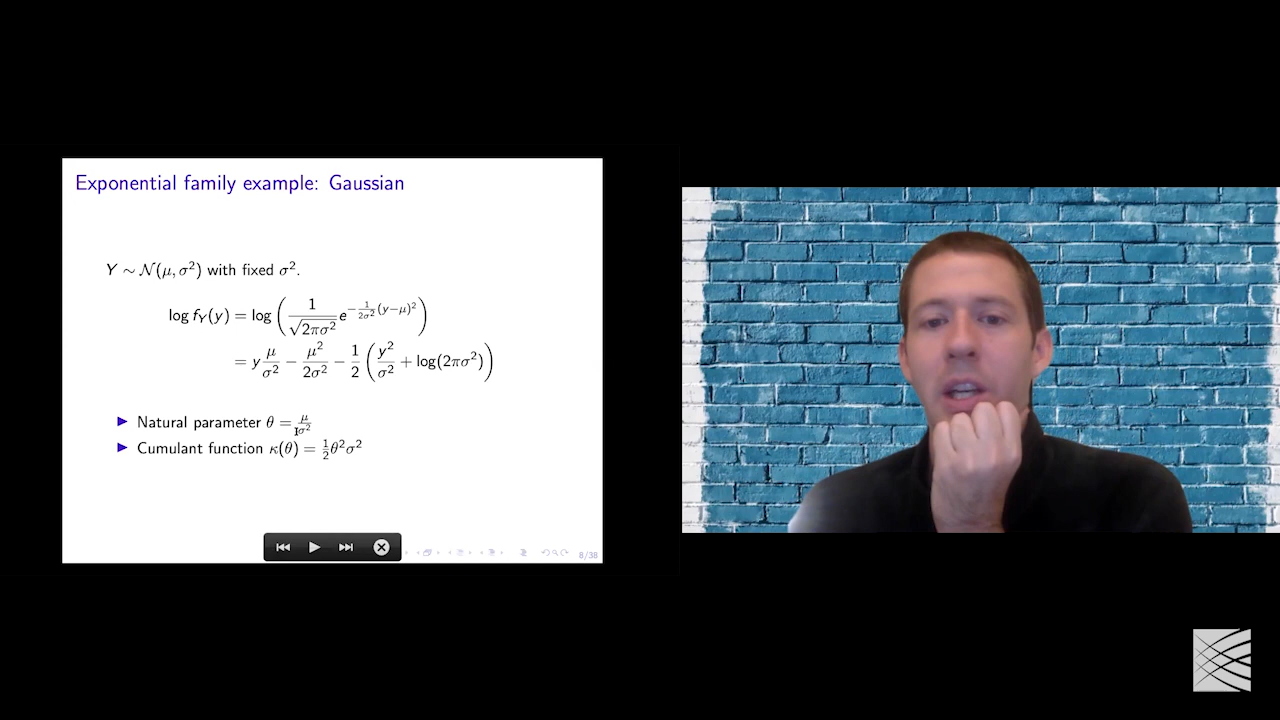 Exponential family example: Gaussian
Y ∼ 𝒩(μ, σ²) with fixed σ².
log f_Y(y) = log ( 1/√(2πσ²) e^{−1/(2σ²) (y−μ)²} )
= y μ/σ² − μ²/(2σ²) − 1/2 ( y²/σ² + log(2πσ²) )
▶ Natural parameter θ = μ/σ²
▶ Cumulant function κ(θ) = 1/2 θ²σ²
8/38